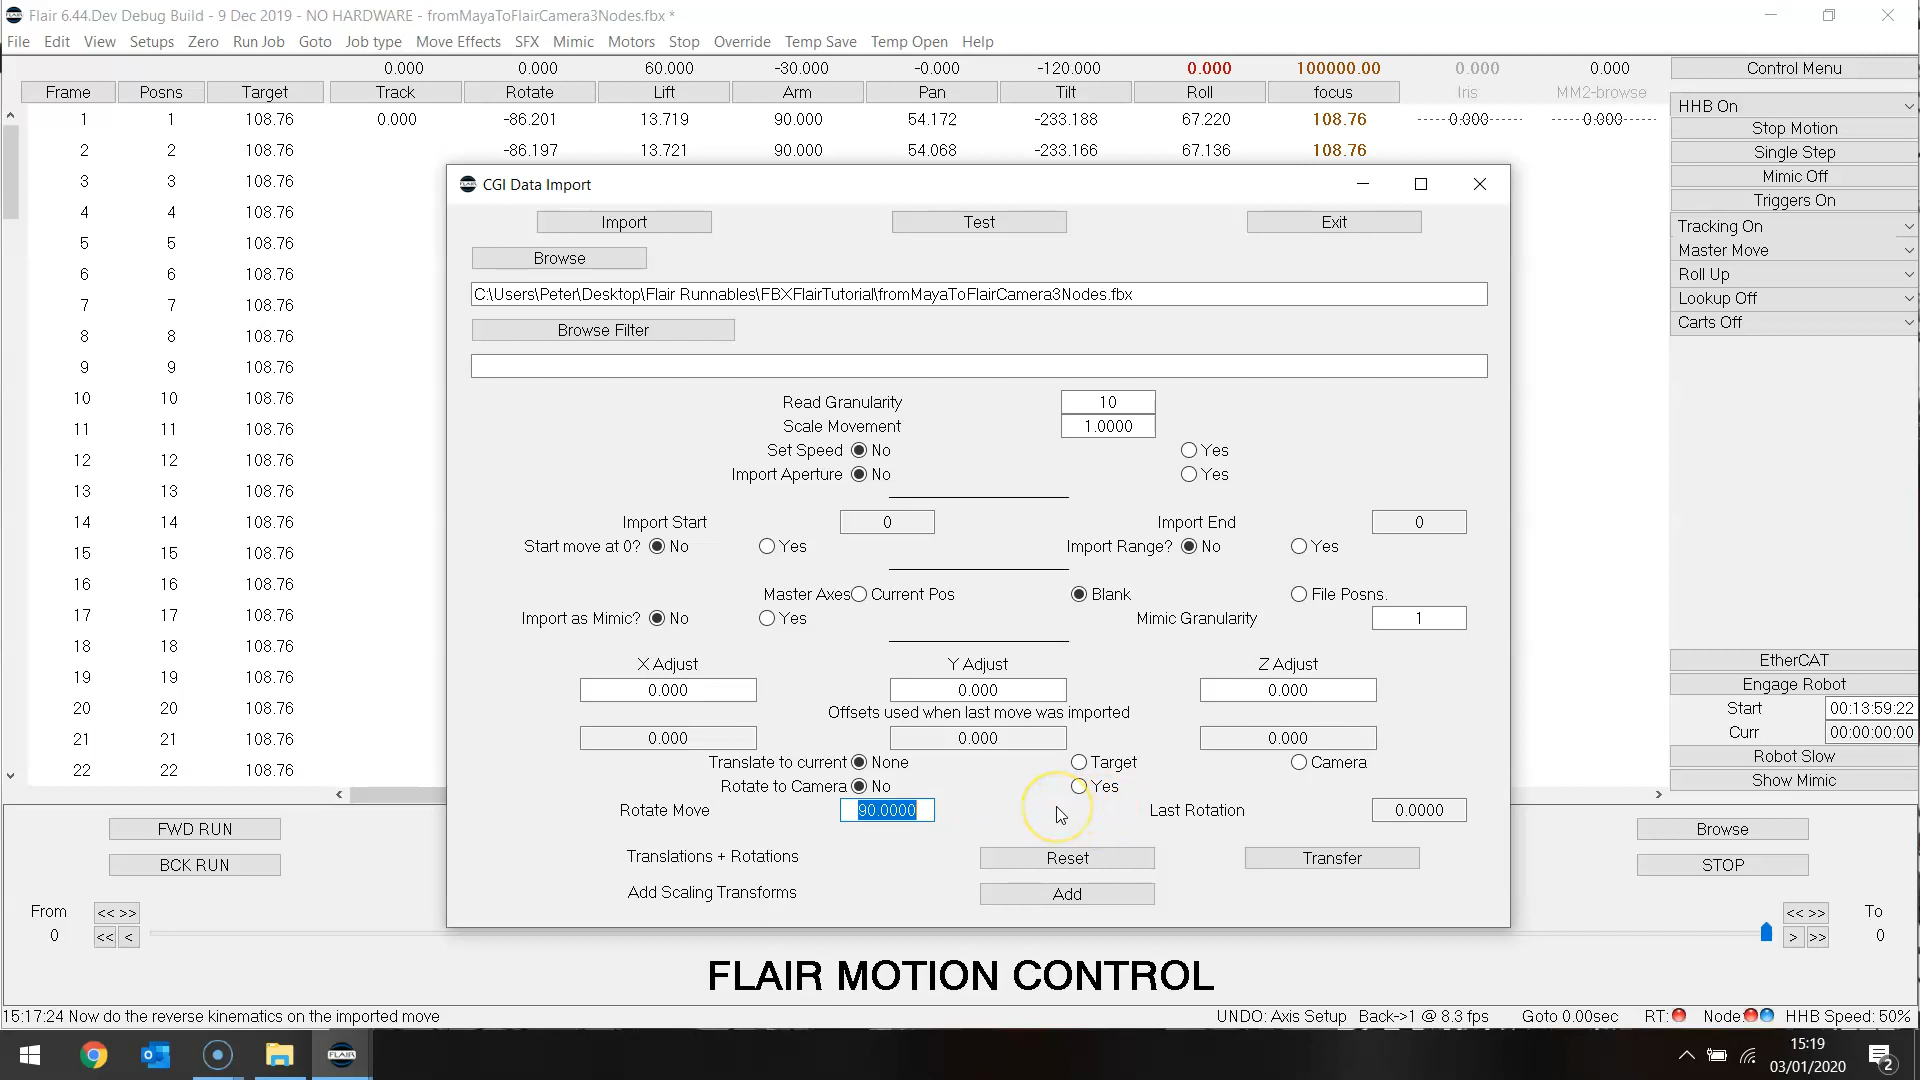 Flair 6.44.Dev Debug Build - 9 Dec 2019 - NO HARDWARE - fromMayaToFlairCamera3Nodes.fbx *
File Edit View Setups Zero Run Job Goto Job type Move Effects SFX Mimic Motors Stop Override Temp Save Temp Open Help
0.000 0.000 60.000 -30.000 -0.000 -120.000 0.000 100000.00 0.000 0.000 Control Menu
Frame Posns Target Track Rotate Lift Arm Pan Tilt Roll focus Iris MM2-browse
HHB On
1 1 108.76 0.000 -86.201 13.719 90.000 54.172 -233.188 67.220 108.76 0.000 0.000
Stop Motion
2 2 108.76 -86.197 13.721 90.000 54.068 -233.166 67.136 108.76
Single Step
Mimic Off
3 3 108.76
Triggers On
4 4 108.76
Tracking On
5 5 108.76
Master Move
6 6 108.76
Roll Up
7 7 108.76
Lookup Off
8 8 108.76
Carts Off
9 9 108.76
10 10 108.76
11 11 108.76
12 12 108.76
13 13 108.76
14 14 108.76
15 15 108.76
16 16 108.76
17 17 108.76
18 18 108.76
19 19 108.76
20 20 108.76
21 21 108.76
22 22 108.76
CGI Data Import
Import Test Exit
Browse
C:\Users\Peter\Desktop\Flair Runnables\FBXFlairTutorial\fromMayaToFlairCamera3Nodes.fbx
Browse Filter
Read Granularity 10
Scale Movement 1.0000
Set Speed No Yes
Import Aperture No Yes
Import Start 0 Import End 0
Start move at 0? No Yes Import Range? No Yes
Master Axes Current Pos Blank File Posns.
Import as Mimic? No Yes Mimic Granularity 1
X Adjust Y Adjust Z Adjust
0.000 0.000 0.000
Offsets used when last move was imported
0.000 0.000 0.000
Translate to current None Target Camera
Rotate to Camera No Yes
Rotate Move 90.0000 Last Rotation 0.0000
Translations + Rotations Reset Transfer
Add Scaling Transforms Add
EtherCAT
Engage Robot
Start 00:13:59:22
Curr 00:00:00:00
Robot Slow
Show Mimic
FWD RUN Browse
BCK RUN STOP
From << >> << >> To
0 << < > >> 0
FLAIR MOTION CONTROL
15:17:24 Now do the reverse kinematics on the imported move UNDO: Axis Setup Back->1 @ 8.3 fps Goto 0.00sec RT: Node: HHB Speed: 50%
FLAIR
15:19
03/01/2020
2